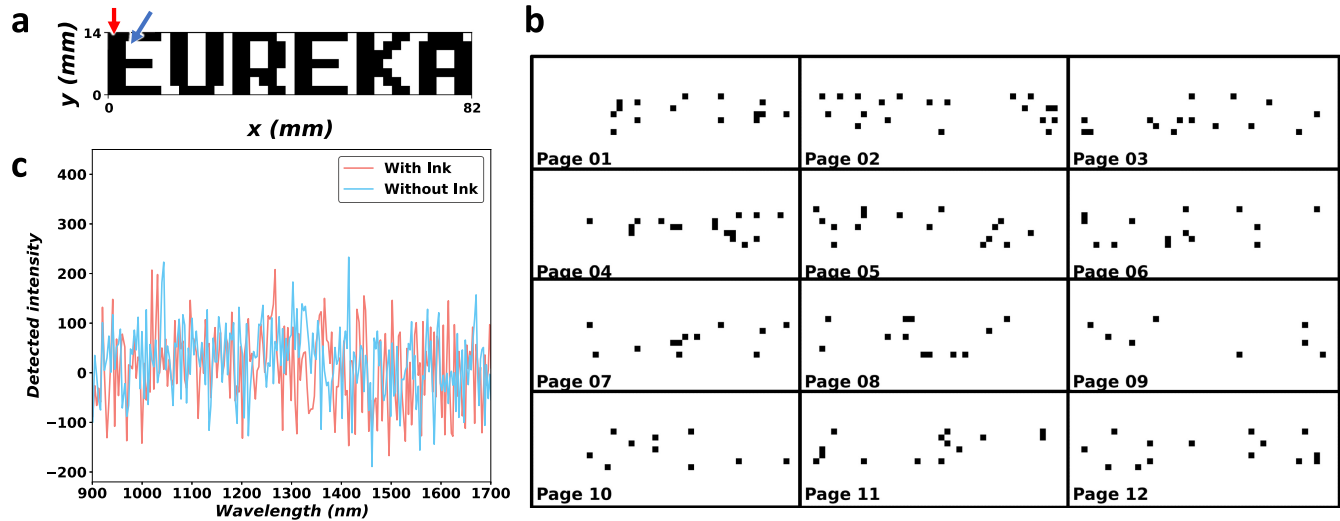 a
14
y (mm)
0
EUREKA
0
82
x (mm)
b
Page 01
Page 02
Page 03
Page 04
Page 05
Page 06
Page 07
Page 08
Page 09
Page 10
Page 11
Page 12
c
With Ink
Without Ink
Detected intensity
400
300
200
100
0
−100
−200
900
1000
1100
1200
1300
1400
1500
1600
1700
Wavelength (nm)